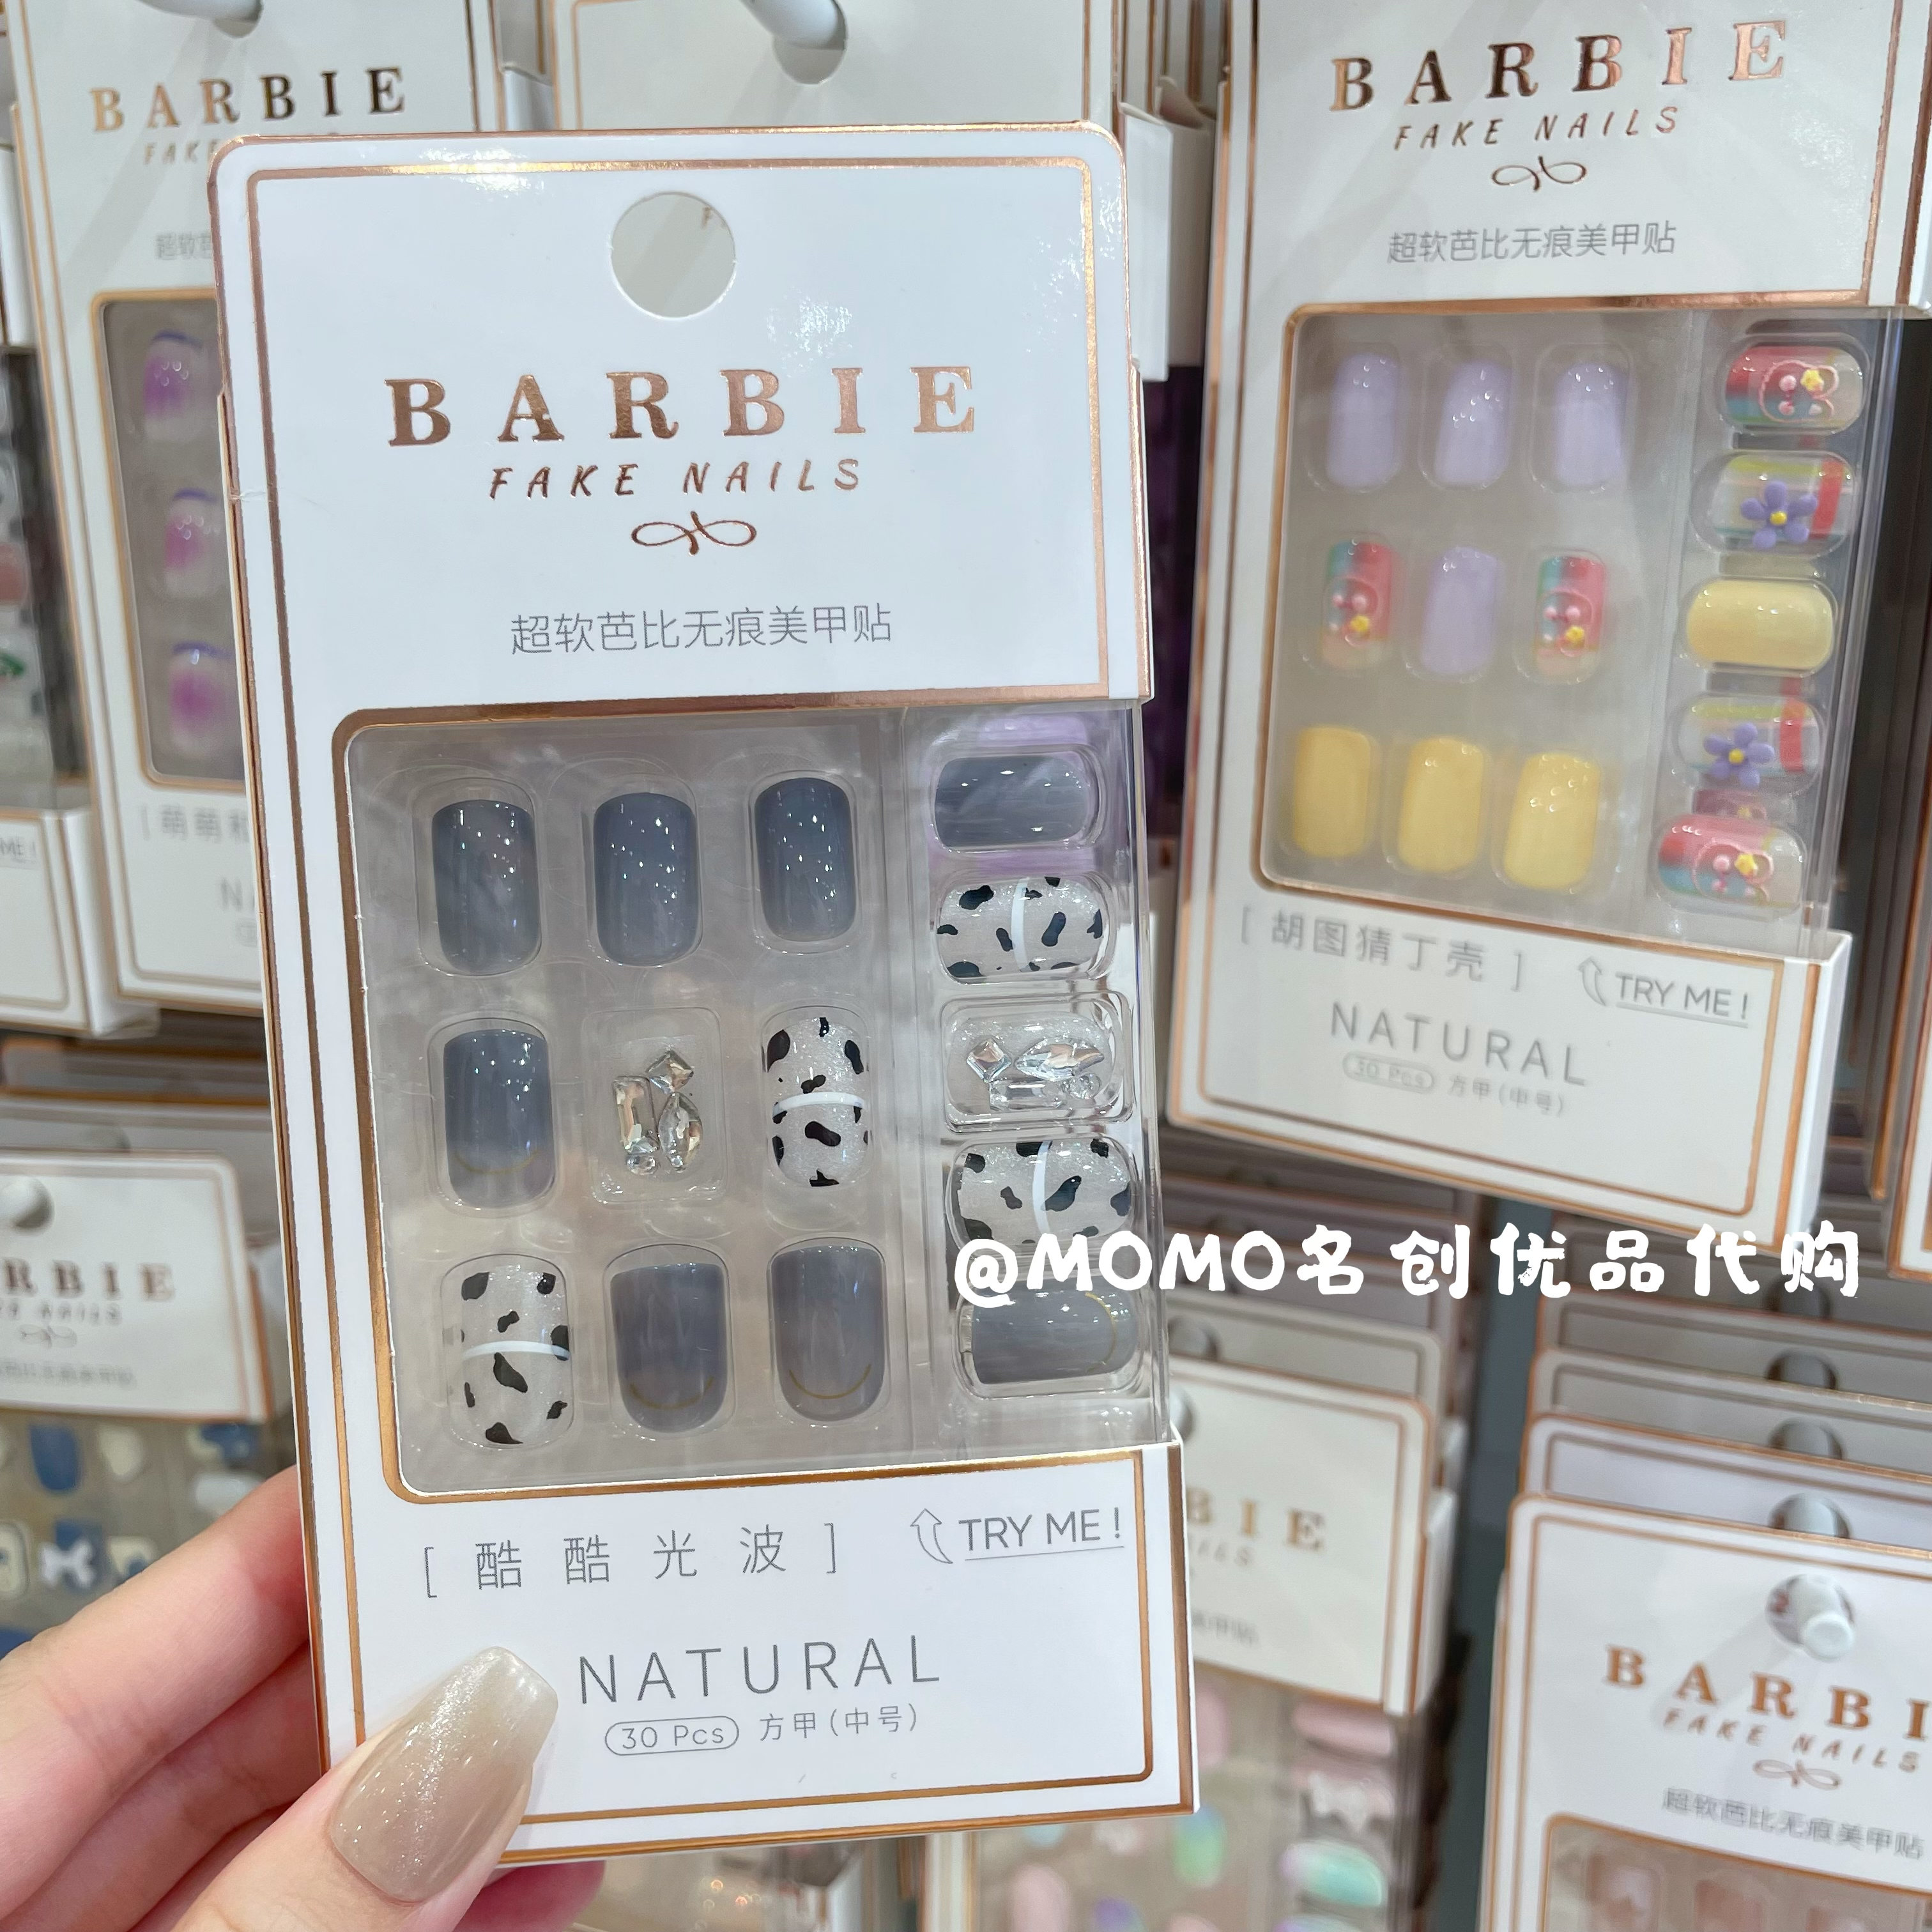 BARBIE
BARBIE
FAKE NAILS
超软芭比无痕美甲贴
BARBIE
FAKE NAILS
超软芭比无痕美甲贴
[胡图猜丁壳]
TRY ME!
NATURAL
30 Pcs 方甲(中号)
@MOMO名创优品代购
[酷酷光波]
TRY ME!
NATURAL
30 Pcs 方甲(中号)
BARBI
FAKE NAILS
超软芭比无痕美甲贴